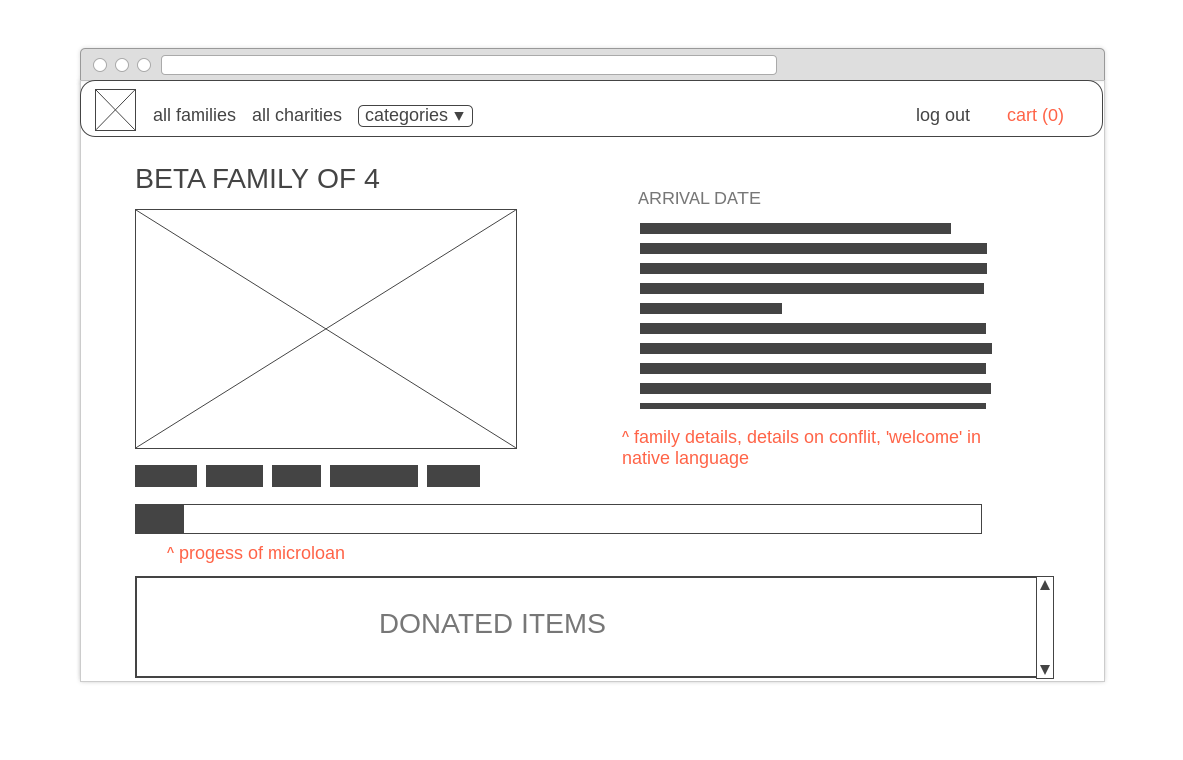 all families all charities categories ▼ log out cart (0)
BETA FAMILY OF 4
ARRIVAL DATE
^ family details, details on conflit, 'welcome' in
native language
^ progess of microloan
DONATED ITEMS